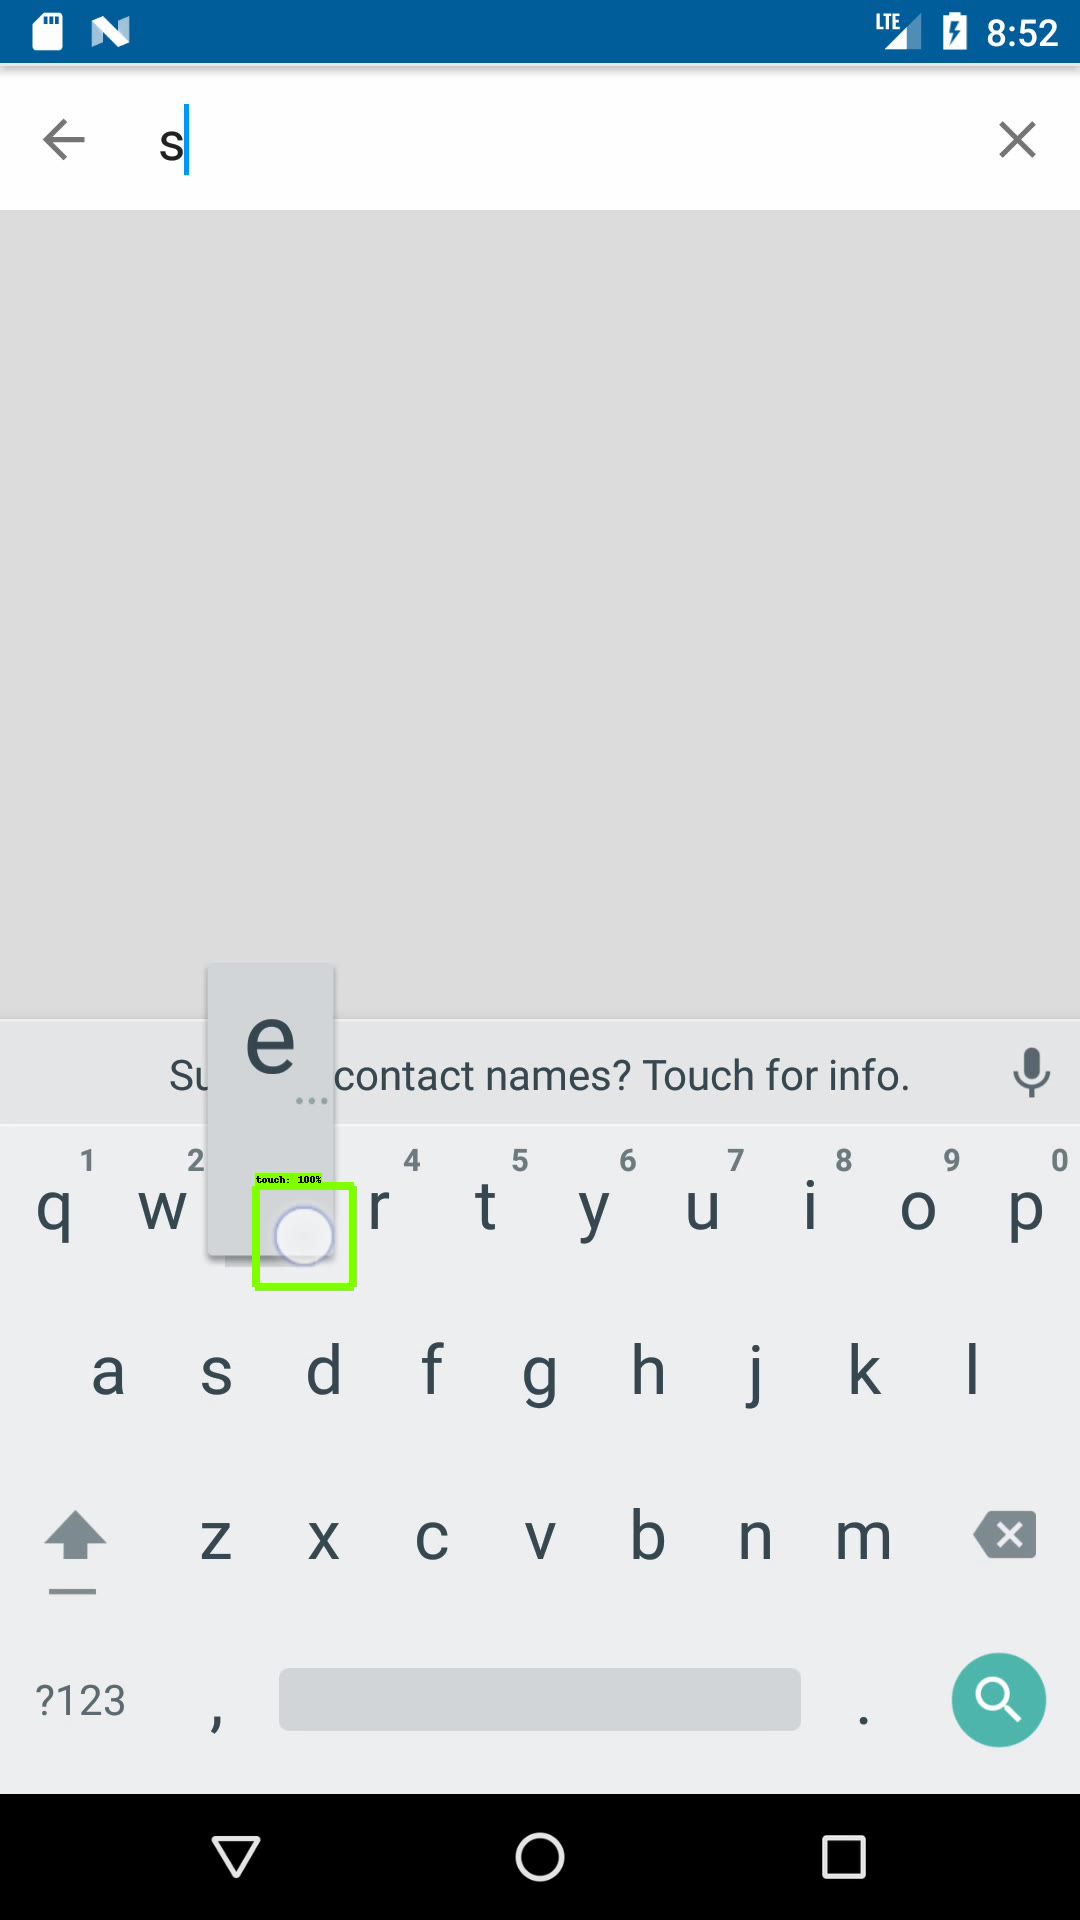 LTE 8:52
s
e
...
Su contact names? Touch for info.
touch: 100%
1 2 4 5 6 7 8 9 0
q w r t y u i o p
a s d f g h j k l
z x c v b n m
?123 , .